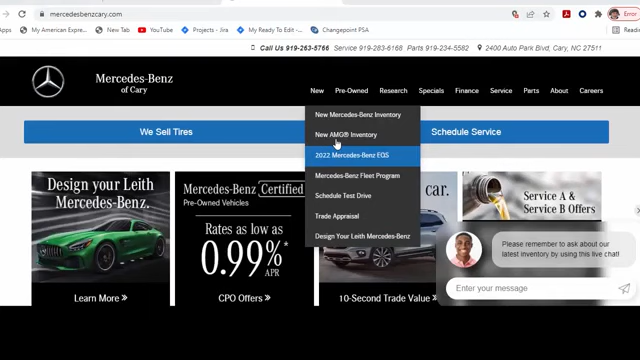 mercedesbenzcary.com
Error
My American Expre...
New Tab
YouTube
Projects
My Ready To Edit -...
Changepoint PSA
Readin
Call Us 919-263-5766 Service 919-283-6168 Parts 919-234-5582 2400 Auto Park Blvd, Cary, NC 27511
Mercedes-Benz
of Cary
New Pre-Owned Research Specials Finance Service Parts About Careers
New Mercedes-Benz Inventory
New AMG® Inventory
2022 Mercedes-Benz EQS
Mercedes-Benz Fleet Program
Schedule Test Drive
Trade Appraisal
Design Your Leith Mercedes-Benz
We Sell Tires
Schedule Service
Design your Leith
Mercedes-Benz.
Learn More »
Mercedes-Benz Certified
Pre-Owned Vehicles
Rates as low as
0.99%*
APR
CPO Offers »
car.
10-Second Trade Value »
Service A &
Service B Offers
Please remember to ask about our
latest inventory by using this live chat!
Enter your message